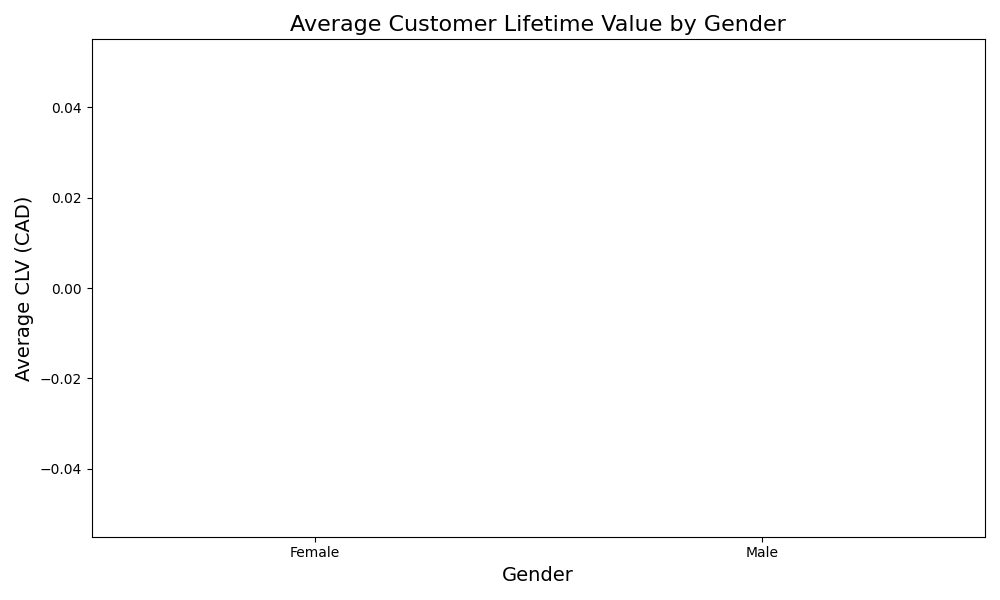 Average Customer Lifetime Value by Gender
Average CLV (CAD)
0.04
0.02
0.00
−0.02
−0.04
Female Male
Gender